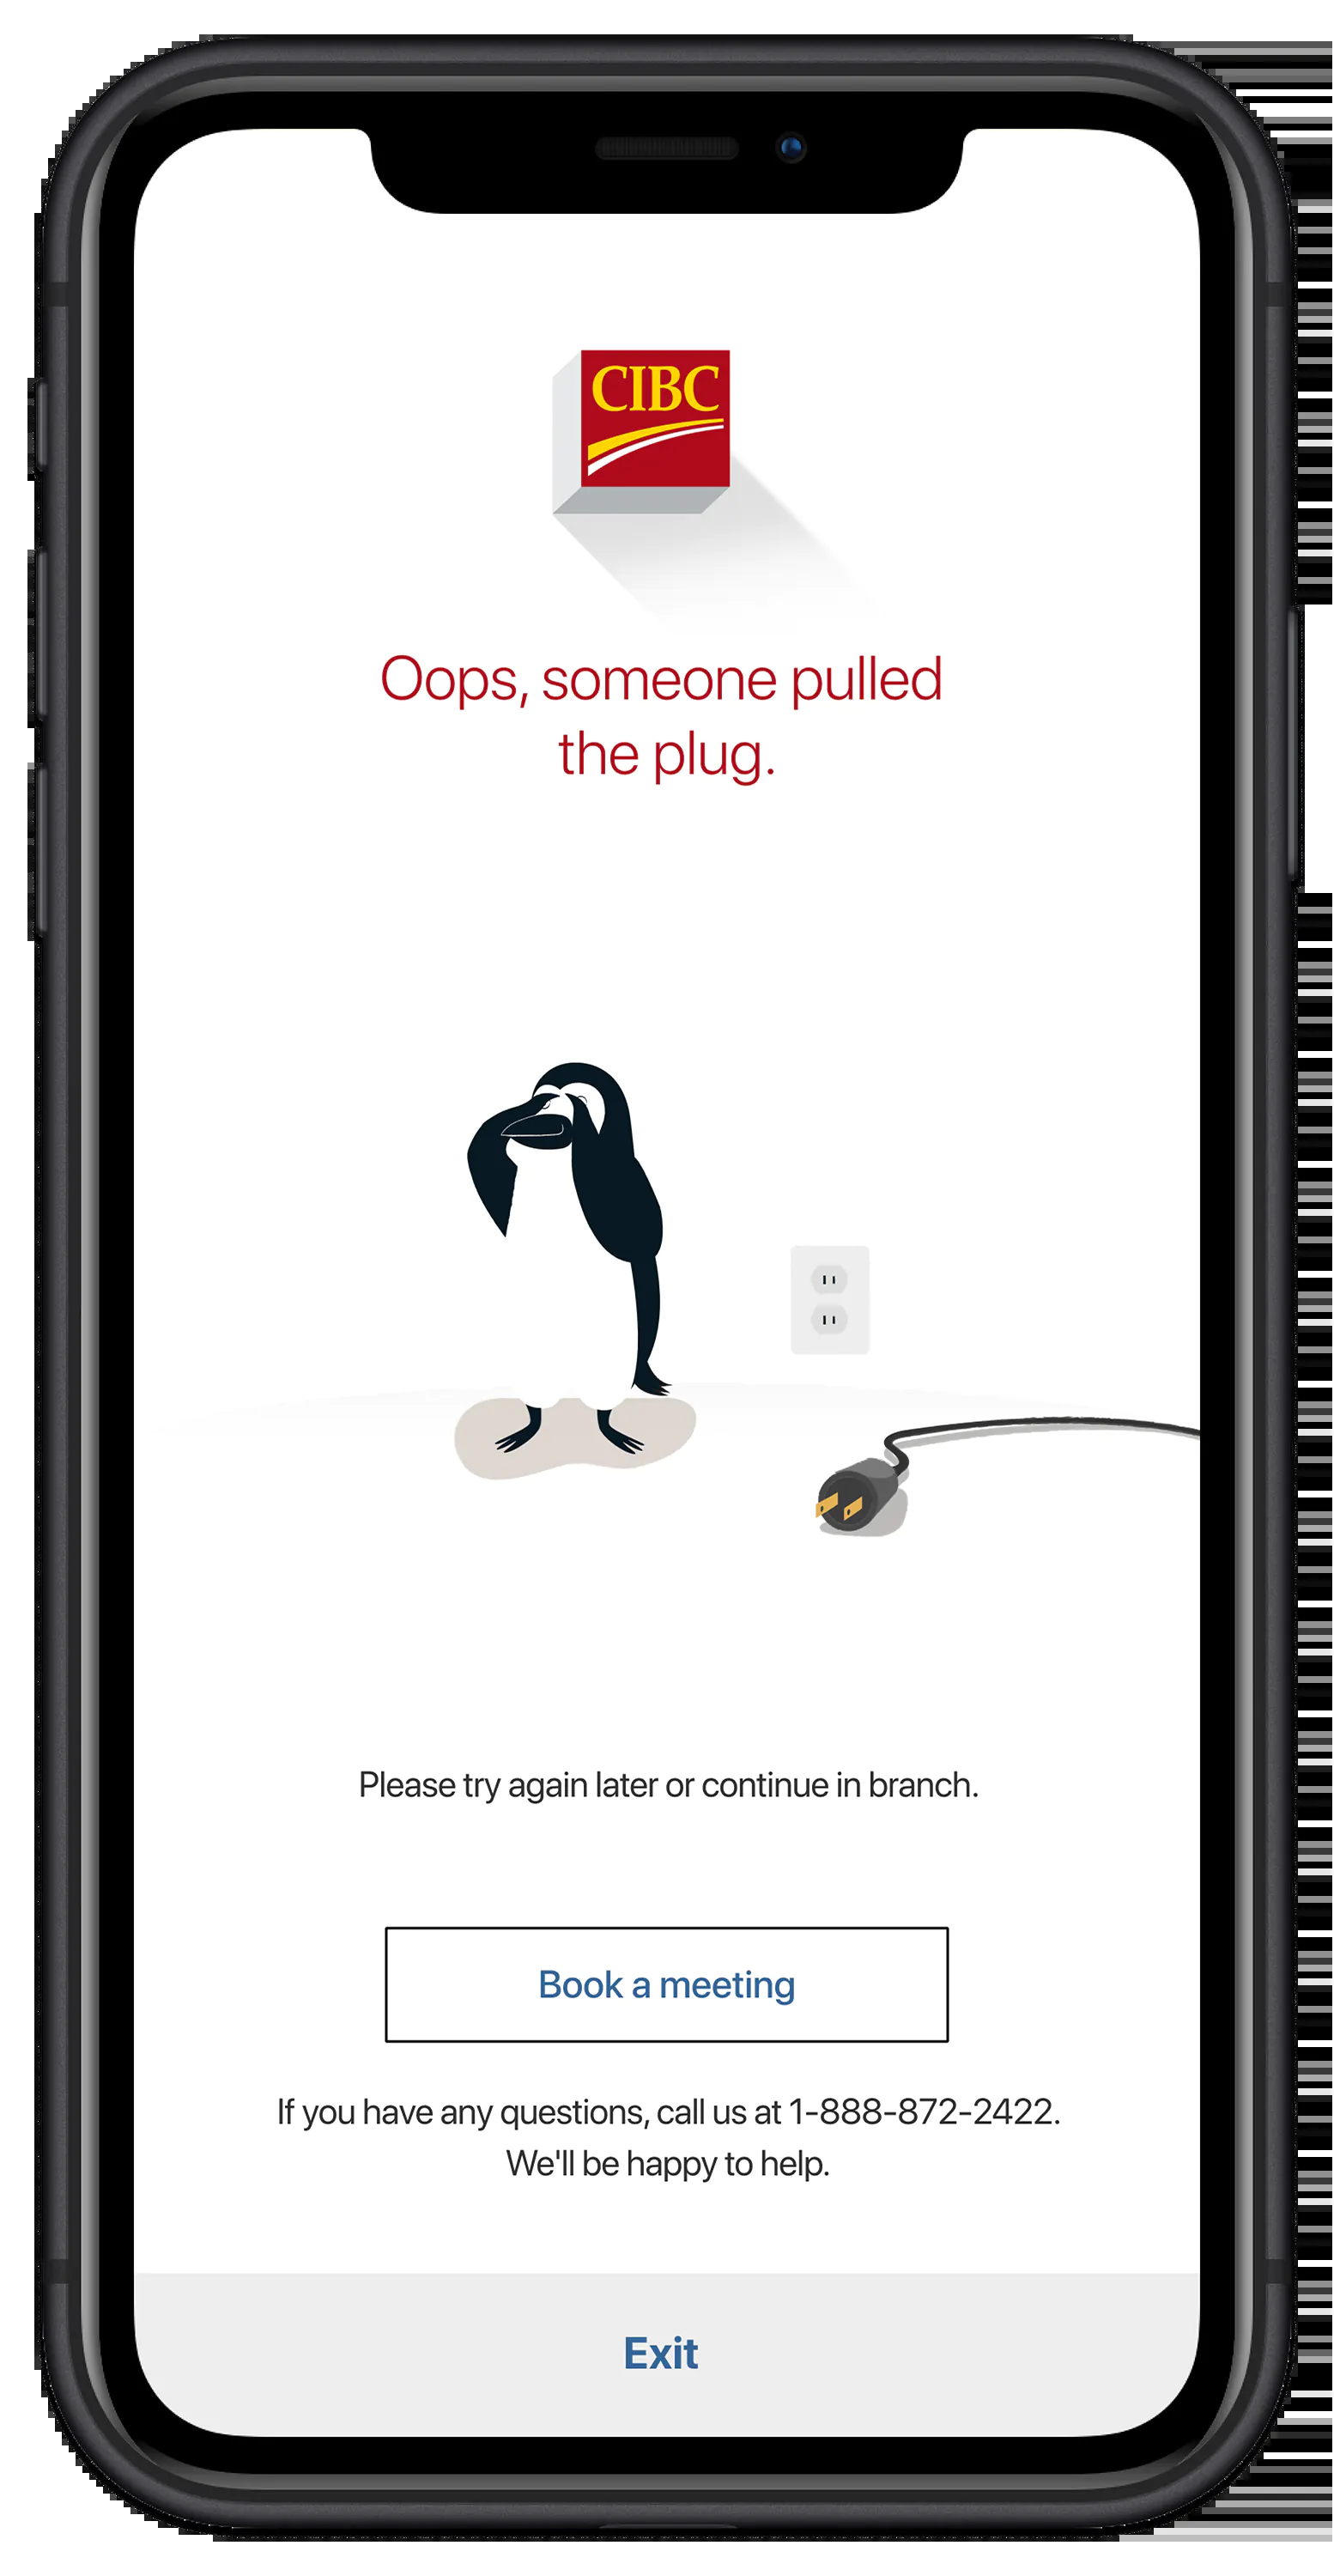 CIBC
Oops, someone pulled
the plug.
Please try again later or continue in branch.
Book a meeting
If you have any questions, call us at 1-888-872-2422.
We'll be happy to help.
Exit